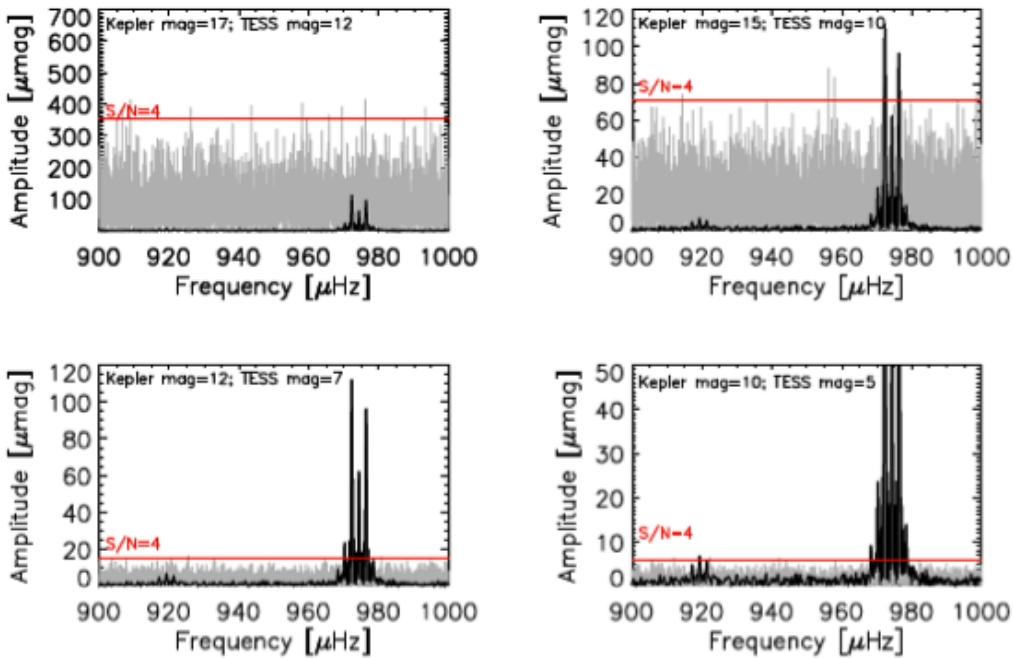 Kepler mag=17; TESS mag=12
700
600
500
400
300
200
100
S/N=4
Amplitude [μmag]
900 920 940 960 980 1000
Frequency [μHz]
Kepler mag=15; TESS mag=10
120
100
80
60
40
20
0
S/N=4
Amplitude [μmag]
900 920 940 960 980 1000
Frequency [μHz]
Kepler mag=12; TESS mag=7
120
100
80
60
40
20
0
S/N=4
Amplitude [μmag]
900 920 940 960 980 1000
Frequency [μHz]
Kepler mag=10; TESS mag=5
50
40
30
20
10
0
S/N=4
Amplitude [μmag]
900 920 940 960 980 1000
Frequency [μHz]